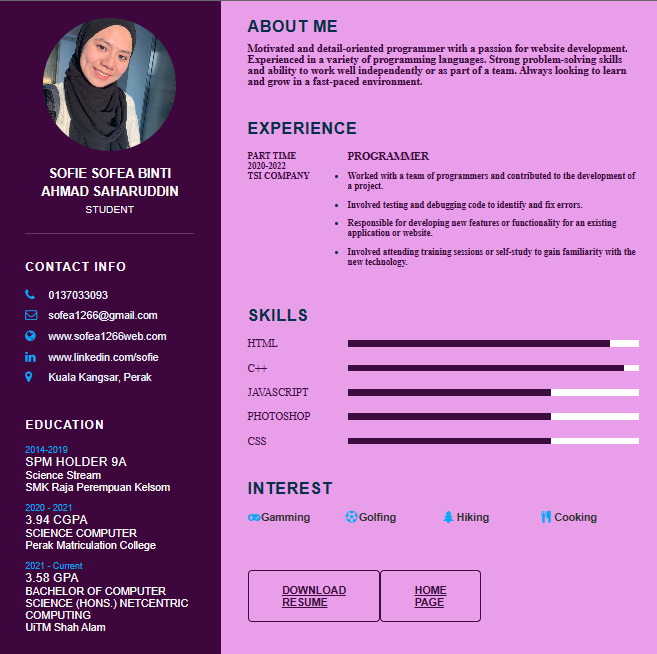 SOFIE SOFEA BINTI
AHMAD SAHARUDDIN
STUDENT
CONTACT INFO
0137033093
sofea1266@gmail.com
www.sofea1266web.com
www.linkedin.com/sofie
Kuala Kangsar, Perak
EDUCATION
2014-2019
SPM HOLDER 9A
Science Stream
SMK Raja Perempuan Kelsom
2020 - 2021
3.94 CGPA
SCIENCE COMPUTER
Perak Matriculation College
2021 - Current
3.58 GPA
BACHELOR OF COMPUTER
SCIENCE (HONS.) NETCENTRIC
COMPUTING
UiTM Shah Alam
ABOUT ME
Motivated and detail-oriented programmer with a passion for website development.
Experienced in a variety of programming languages. Strong problem-solving skills
and ability to work well independently or as part of a team. Always looking to learn
and grow in a fast-paced environment.
EXPERIENCE
PART TIME
2020-2022
TSI COMPANY
PROGRAMMER
• Worked with a team of programmers and contributed to the development of
a project.
• Involved testing and debugging code to identify and fix errors.
• Responsible for developing new features or functionality for an existing
application or website.
• Involved attending training sessions or self-study to gain familiarity with the
new technology.
SKILLS
HTML
C++
JAVASCRIPT
PHOTOSHOP
CSS
INTEREST
Gamming Golfing Hiking Cooking
DOWNLOAD
RESUME
HOME
PAGE